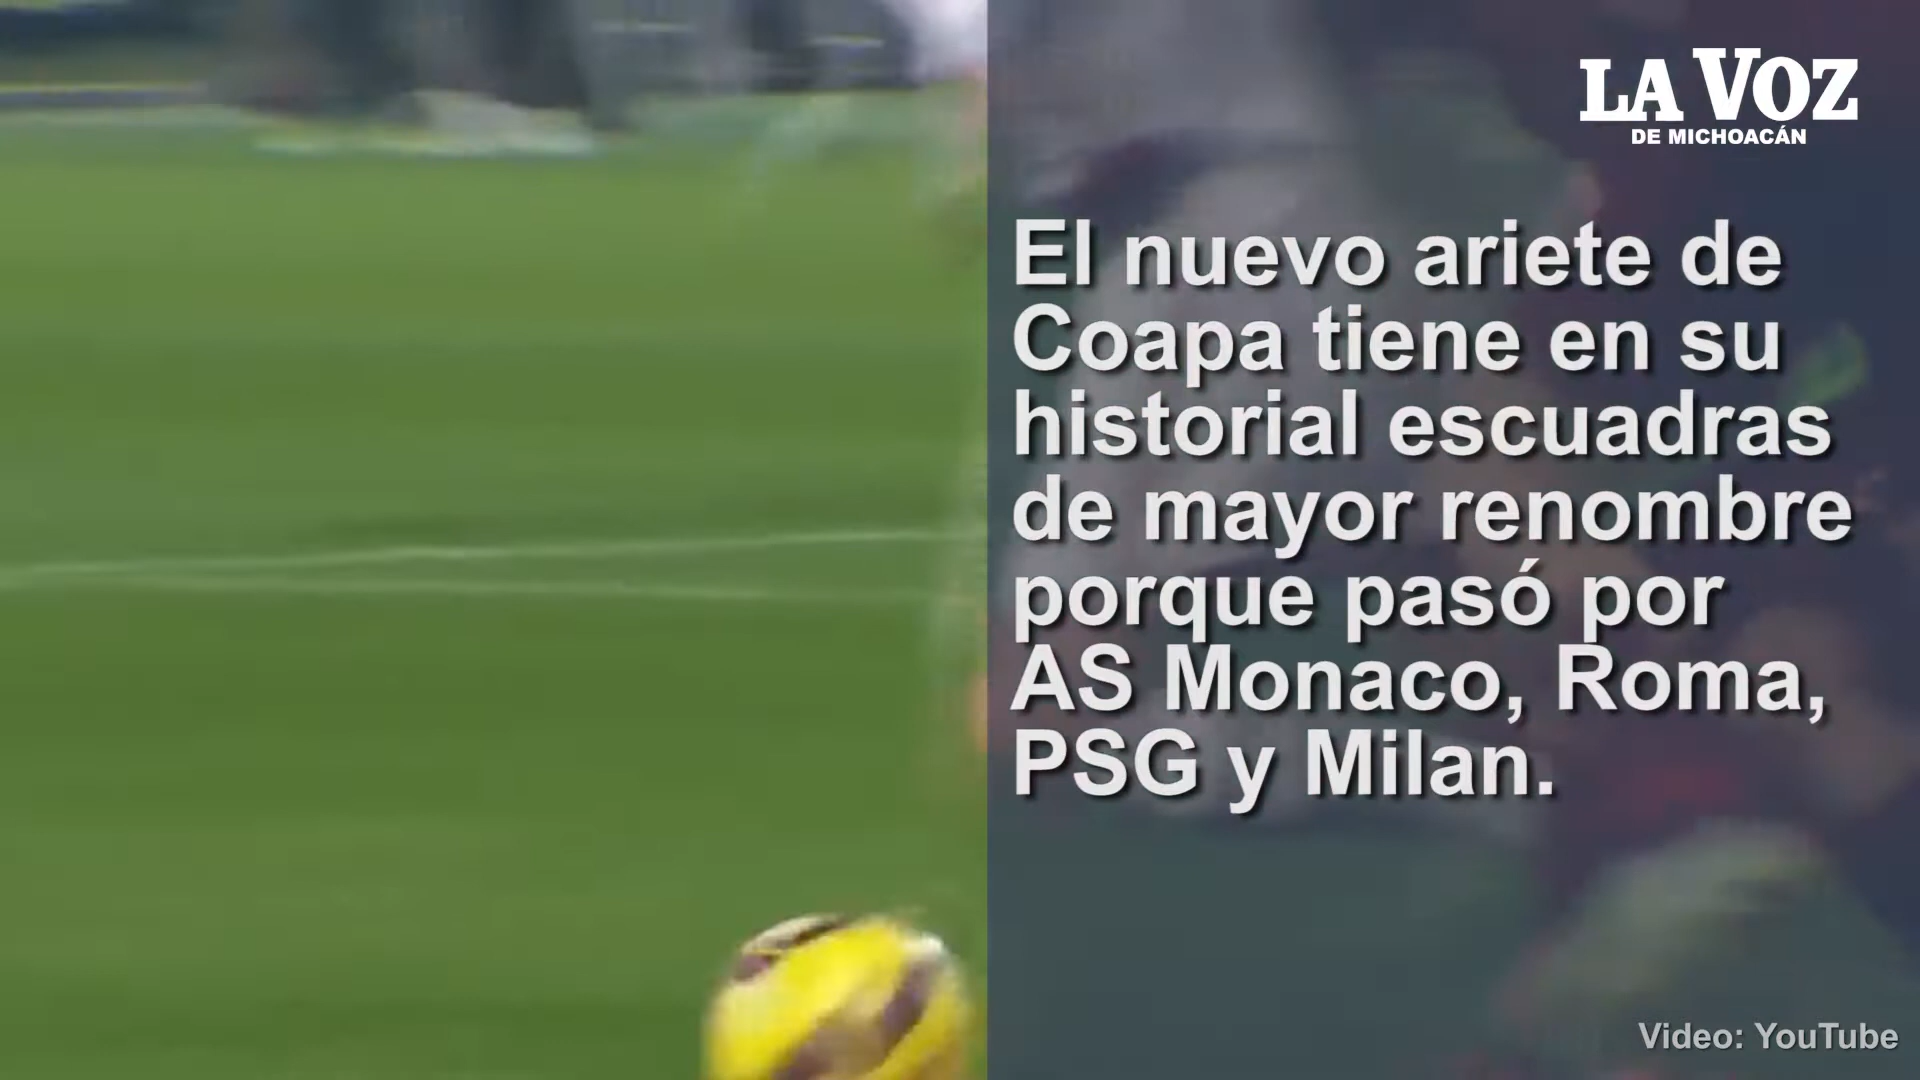 LA VOZ
DE MICHOACÁN
El nuevo ariete de
Coapa tiene en su
historial escuadras
de mayor renombre
porque pasó por
AS Monaco, Roma,
PSG y Milan.
Video: YouTube